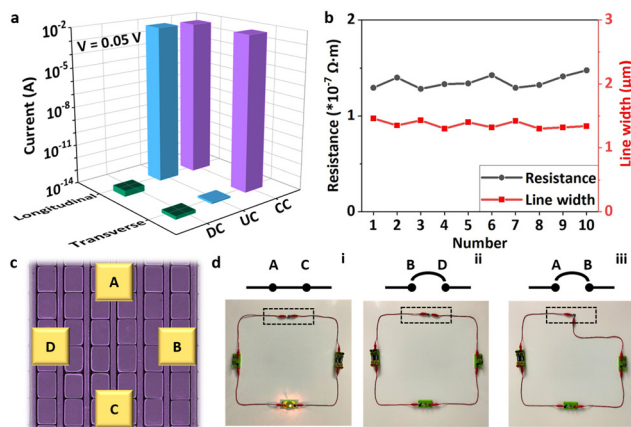 a
V = 0.05 V
Current (A)
10⁻²
10⁻⁵
10⁻⁸
10⁻¹¹
10⁻¹⁴
Longitudinal
Transverse
DC
UC
CC
b
Resistance (*10⁻⁷ Ω·m)
2
1
0
Line width (μm)
3
2
1
0
Resistance
Line width
1 2 3 4 5 6 7 8 9 10
Number
c
A
D
B
C
d
A C
i
B D
ii
A B
iii